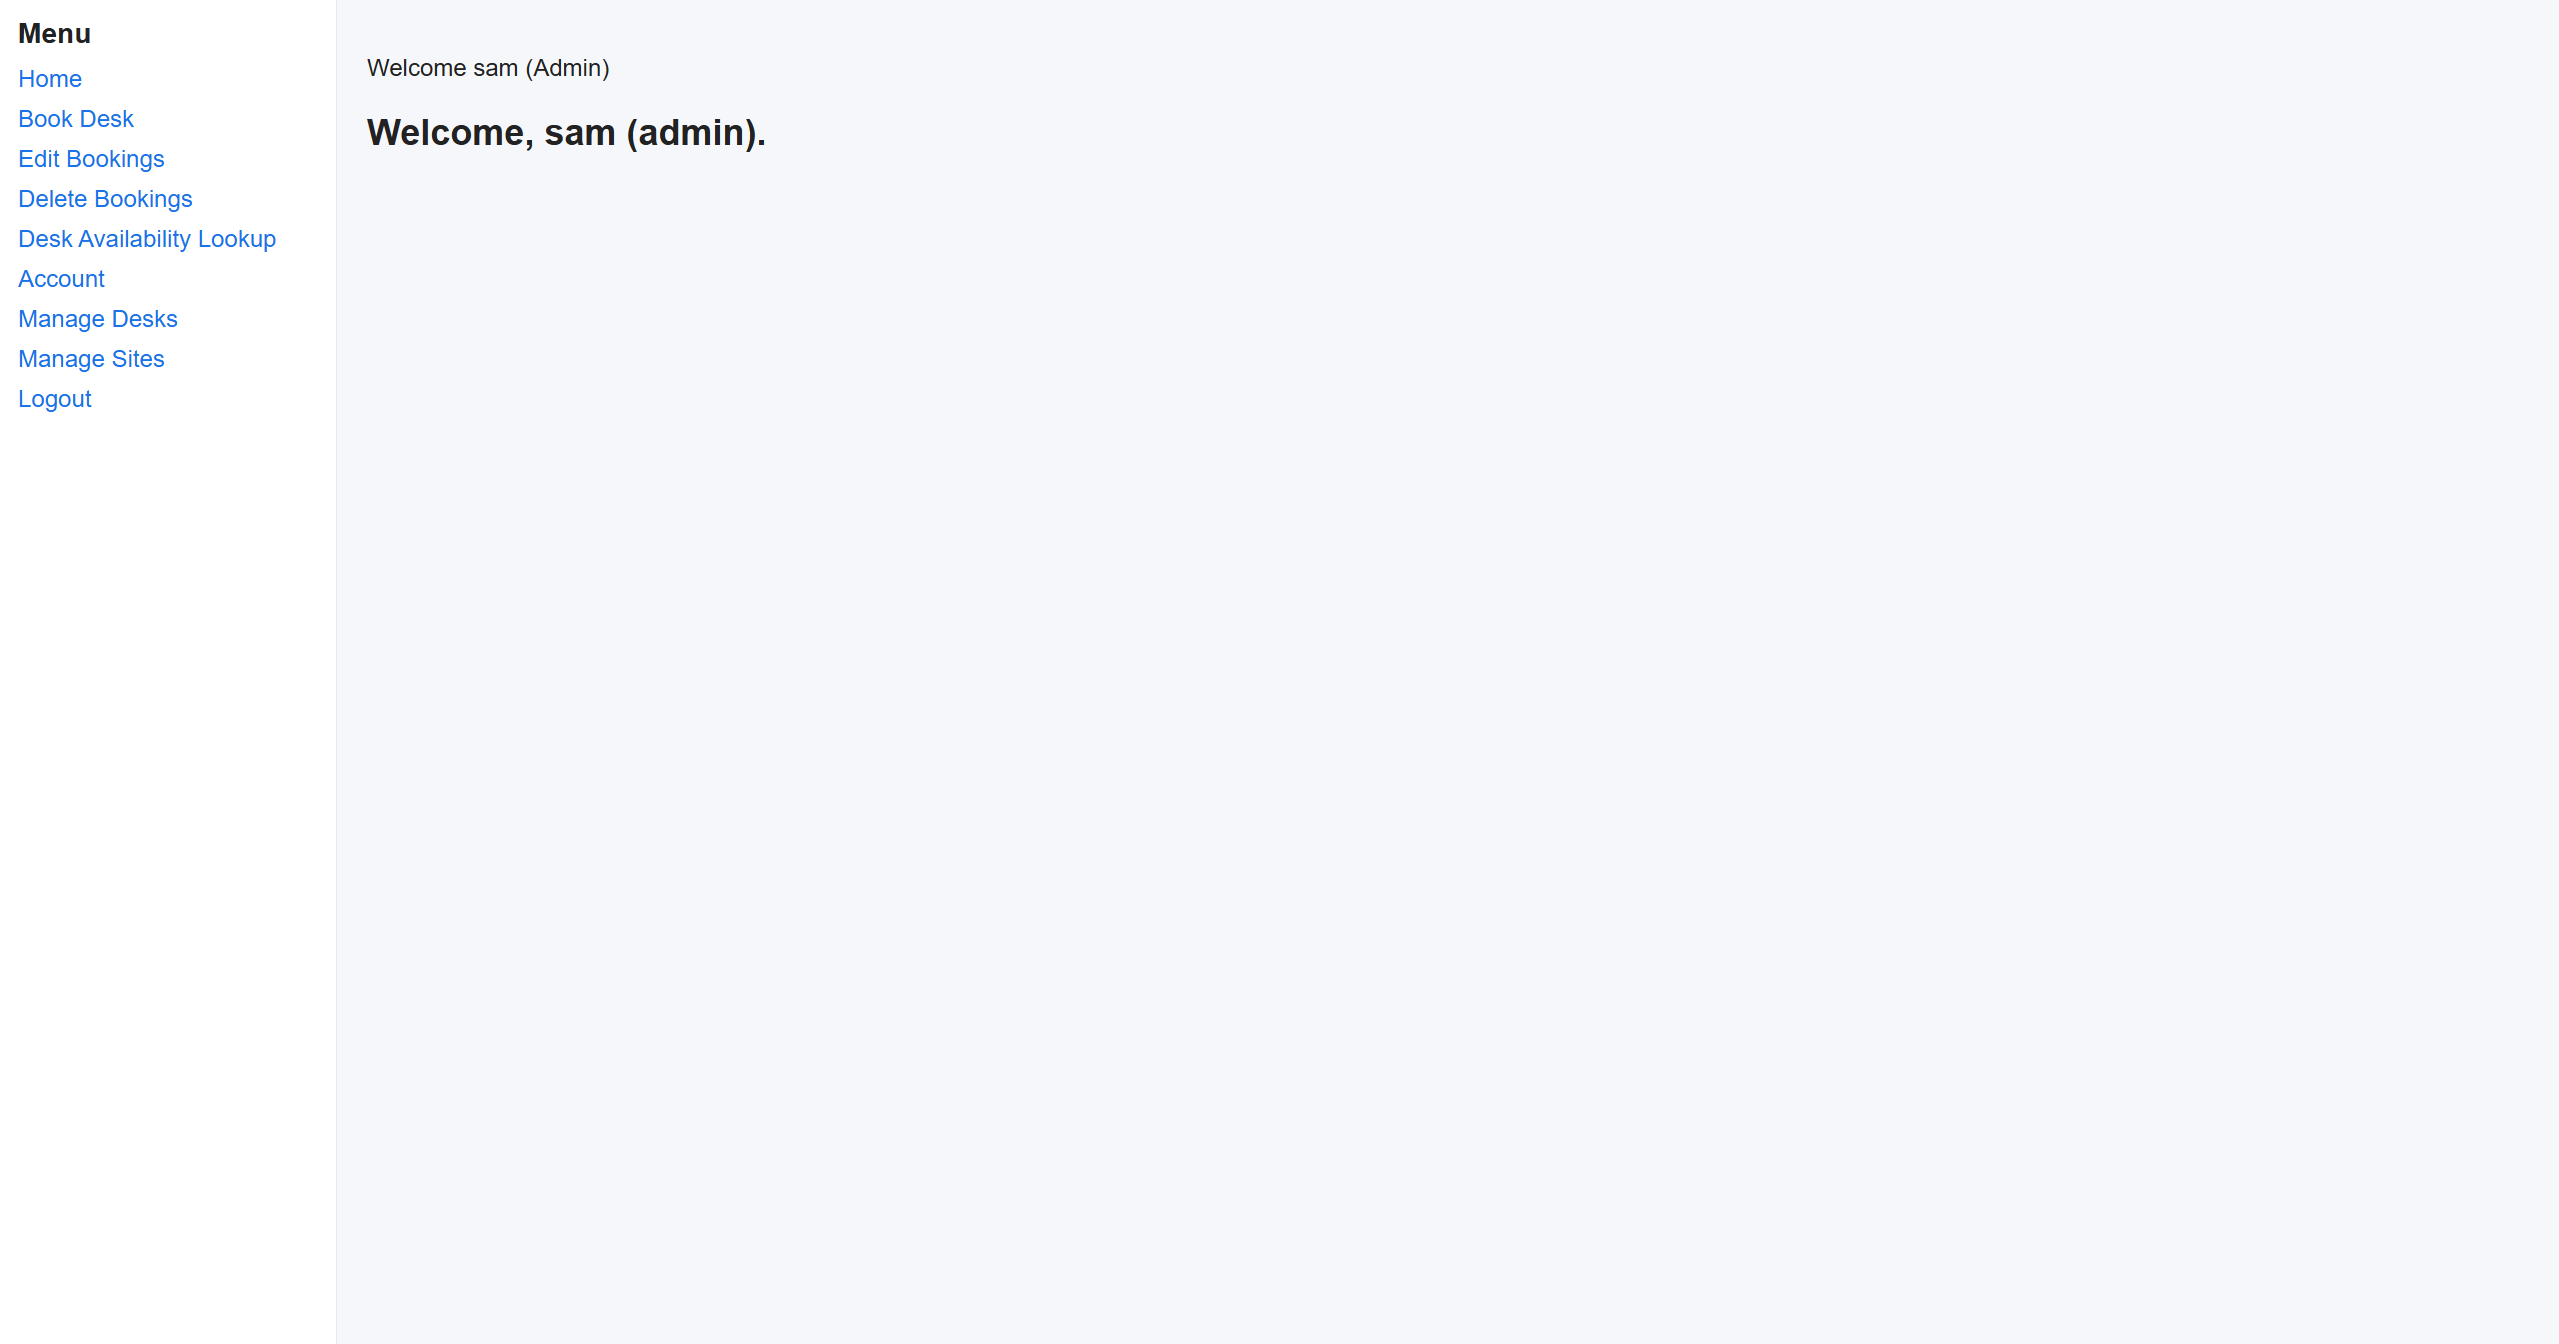 Menu
Home
Book Desk
Edit Bookings
Delete Bookings
Desk Availability Lookup
Account
Manage Desks
Manage Sites
Logout
Welcome sam (Admin)
Welcome, sam (admin).